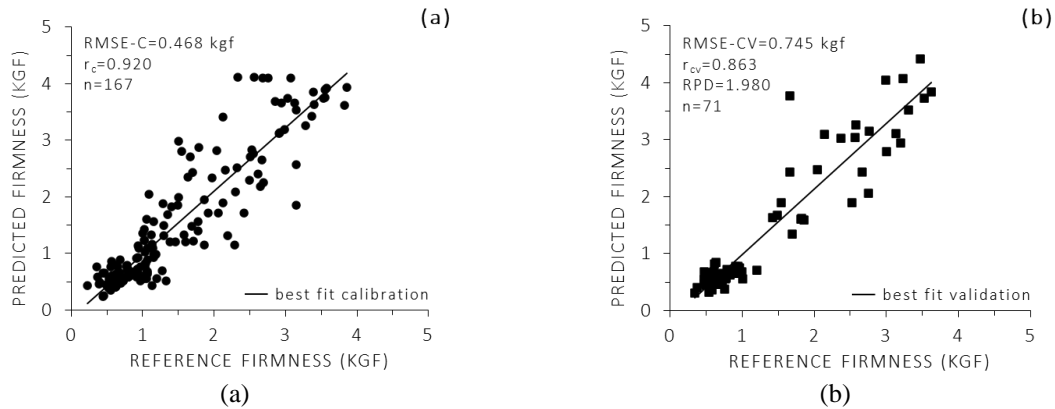 (a)
RMSE-C=0.468 kgf
r_c=0.920
n=167
PREDICTED FIRMNESS (KGF)
5
4
3
2
1
0
best fit calibration
0 1 2 3 4 5
REFERENCE FIRMNESS (KGF)
(a)
(b)
RMSE-CV=0.745 kgf
r_cv=0.863
RPD=1.980
n=71
PREDICTED FIRMNESS (KGF)
5
4
3
2
1
0
best fit validation
0 1 2 3 4 5
REFERENCE FIRMNESS (KGF)
(b)